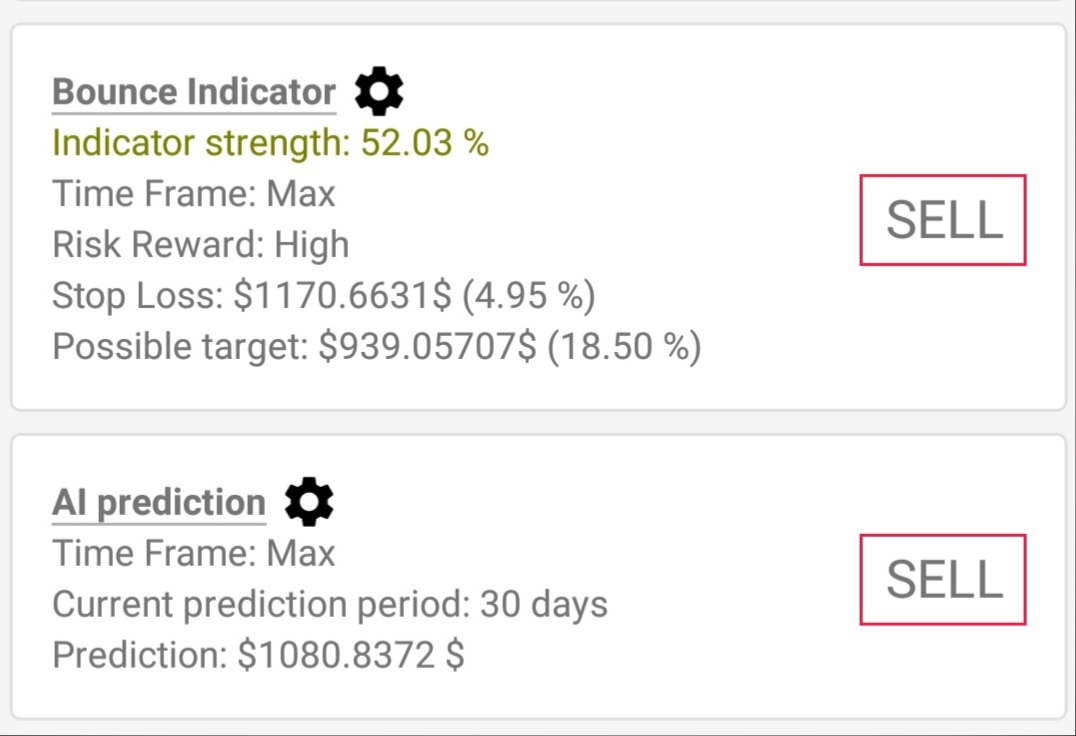 Bounce Indicator
Indicator strength: 52.03 %
Time Frame: Max
Risk Reward: High
Stop Loss: $1170.6631$ (4.95 %)
Possible target: $939.05707$ (18.50 %)
SELL
AI prediction
Time Frame: Max
Current prediction period: 30 days
Prediction: $1080.8372 $
SELL